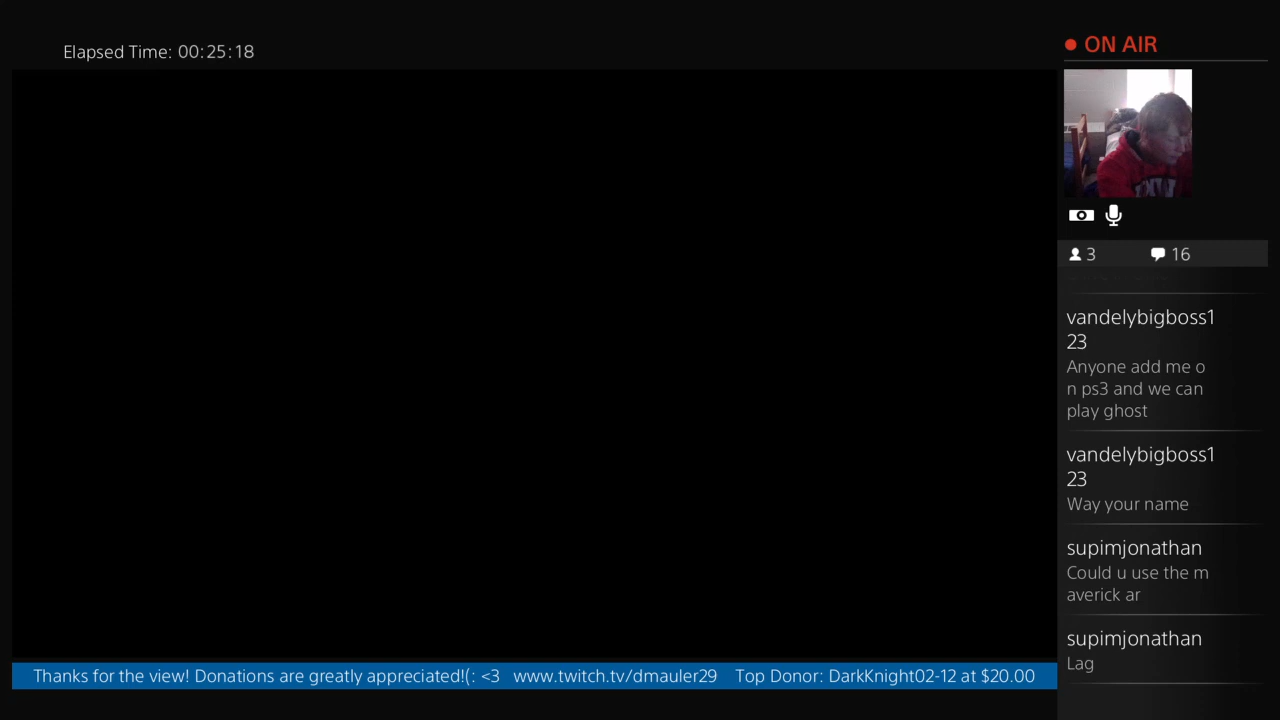 Elapsed Time: 00:25:18
ON AIR
3 16
vandelybigboss1
23
Anyone add me o
n ps3 and we can
play ghost
vandelybigboss1
23
Way your name
supimjonathan
Could u use the m
averick ar
supimjonathan
Lag
Thanks for the view! Donations are greatly appreciated!(: <3 www.twitch.tv/dmauler29 Top Donor: DarkKnight02-12 at $20.00